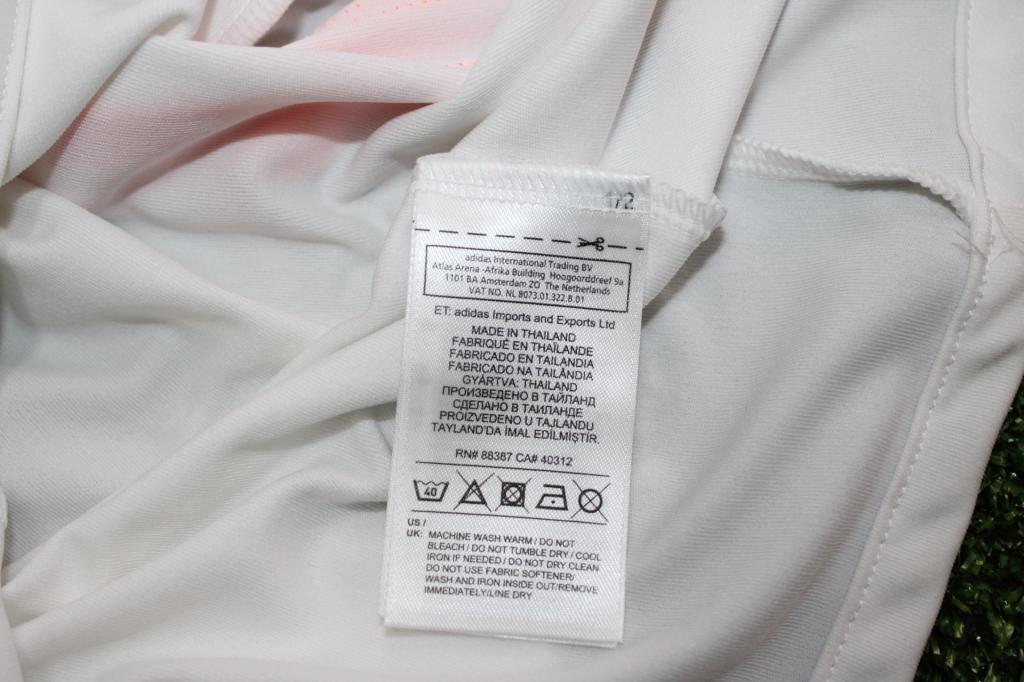 1/2
adidas International Trading BV
Atlas Arena -Afrika Building Hoogoorddreef 9a
1101 BA Amsterdam ZO The Netherlands
VAT NO. NL 8073.01.322.B.01
ET: adidas Imports and Exports Ltd
MADE IN THAILAND
FABRIQUÉ EN THAÏLANDE
FABRICADO EN TAILANDIA
FABRICADO NA TAILÂNDIA
GYÁRTVA: THAILAND
ПРОИЗВЕДЕНО В ТАЙЛАНД
СДЕЛАНО В ТАИЛАНДЕ
PROIZVEDENO U TAJLANDU
TAYLAND'DA İMAL EDİLMİŞTİR.
RN# 88387 CA# 40312
40
US /
UK: MACHINE WASH WARM / DO NOT
BLEACH / DO NOT TUMBLE DRY / COOL
IRON IF NEEDED / DO NOT DRY CLEAN
DO NOT USE FABRIC SOFTENER/
WASH AND IRON INSIDE OUT/REMOVE
IMMEDIATELY/LINE DRY